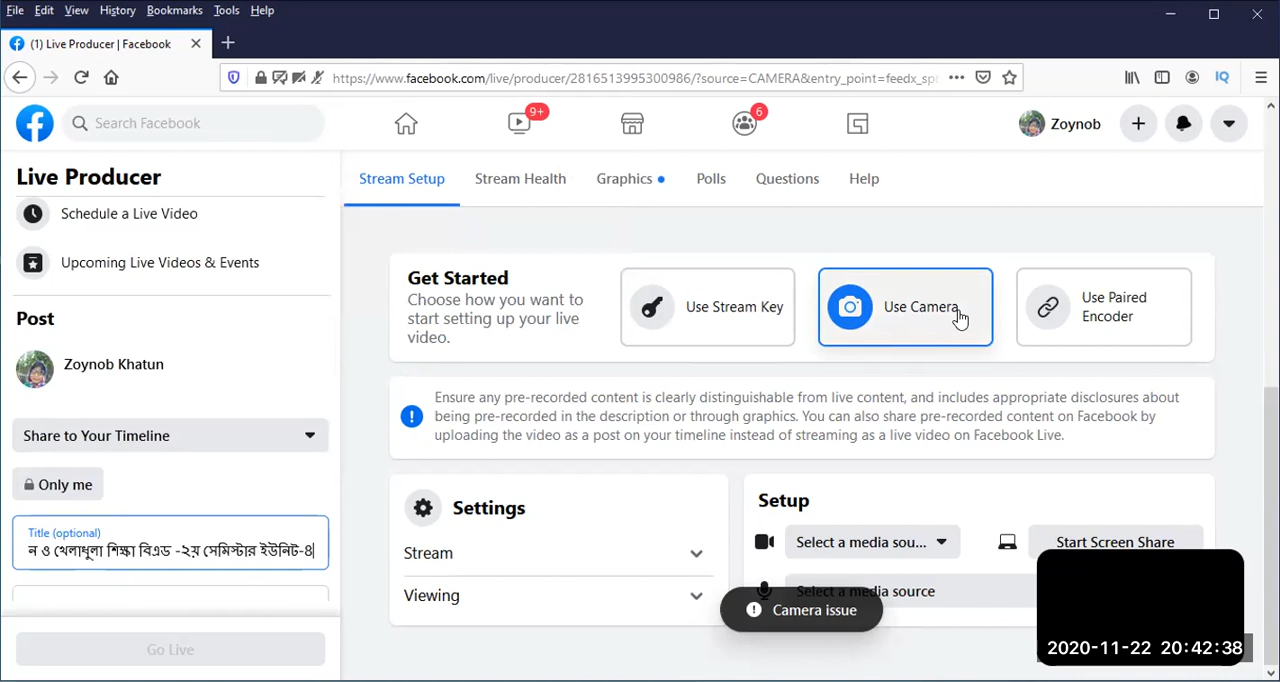 File Edit View History Bookmarks Tools Help
(1) Live Producer | Facebook
https://www.facebook.com/live/producer/2816513995300986/?source=CAMERA&entry_point=feedx_sp
IQ
Search Facebook
9+
6
Zoynob
Live Producer
Schedule a Live Video
Upcoming Live Videos & Events
Post
Zoynob Khatun
Share to Your Timeline
Only me
Title (optional)
ন ও খেলাধূলা শিক্ষা বিএড -২য় সেমিস্টার ইউনিট-৪
Go Live
Stream Setup Stream Health Graphics Polls Questions Help
Get Started
Choose how you want to
start setting up your live
video.
Use Stream Key
Use Camera
Use Paired
Encoder
Ensure any pre-recorded content is clearly distinguishable from live content, and includes appropriate disclosures about
being pre-recorded in the description or through graphics. You can also share pre-recorded content on Facebook by
uploading the video as a post on your timeline instead of streaming as a live video on Facebook Live.
Settings
Stream
Viewing
Setup
Select a media sou...
Start Screen Share
Select a media source
Camera issue
2020-11-22 20:42:38